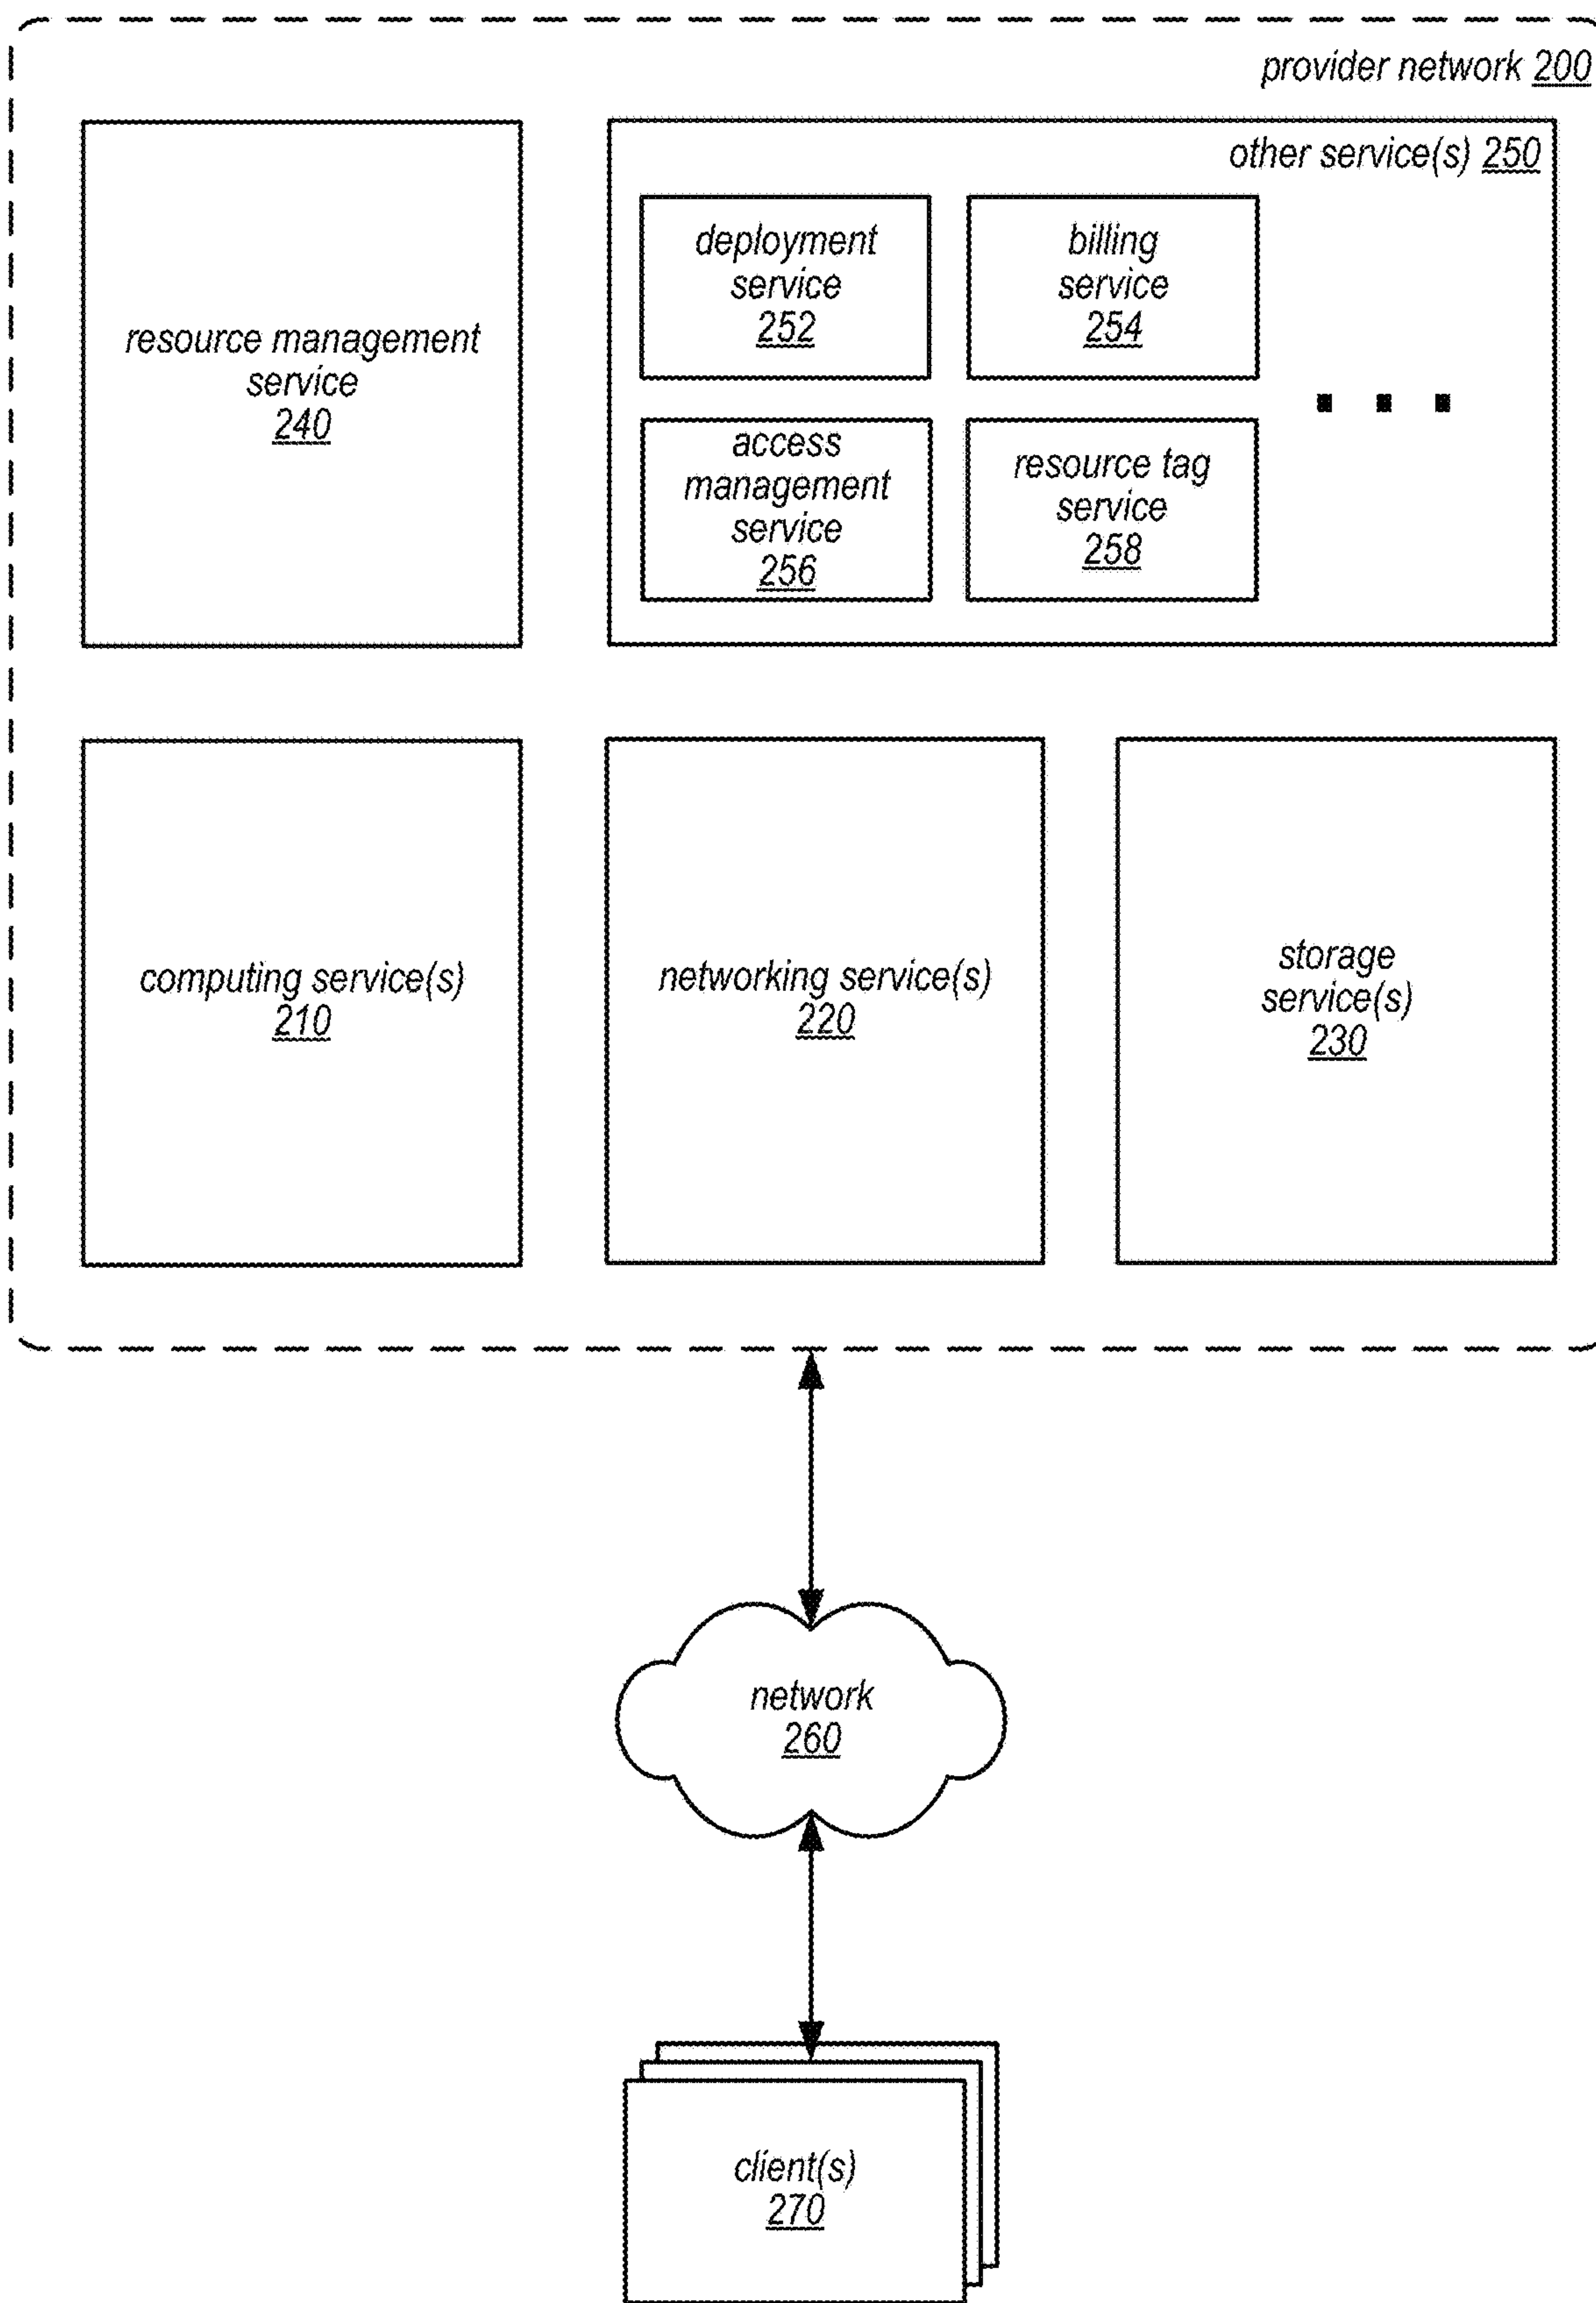 provider network 200
resource management
service
240
other service(s) 250
deployment
service
252
billing
service
254
access
management
service
256
resource tag
service
258
computing service(s)
210
networking service(s)
220
storage
service(s)
230
network
260
client(s)
270